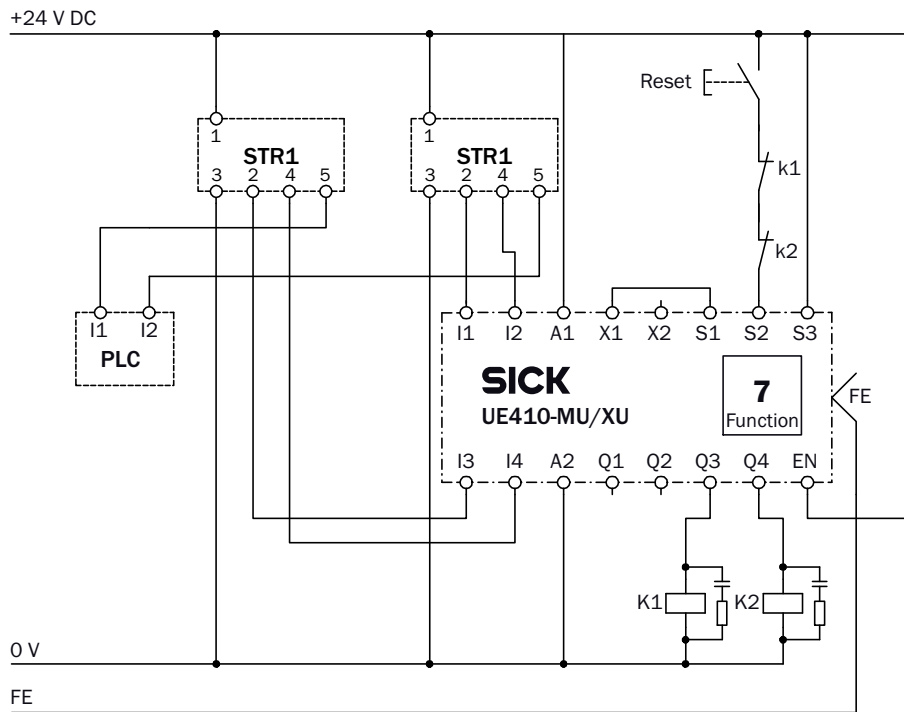 +24 V DC
Reset
1
1
STR1
STR1
3 2 4 5
3 2 4 5
k1
k2
I1 I2
PLC
I1 I2 A1 X1 X2 S1 S2 S3
SICK
UE410-MU/XU
7
Function
FE
I3 I4 A2 Q1 Q2 Q3 Q4 EN
K1
K2
0 V
FE